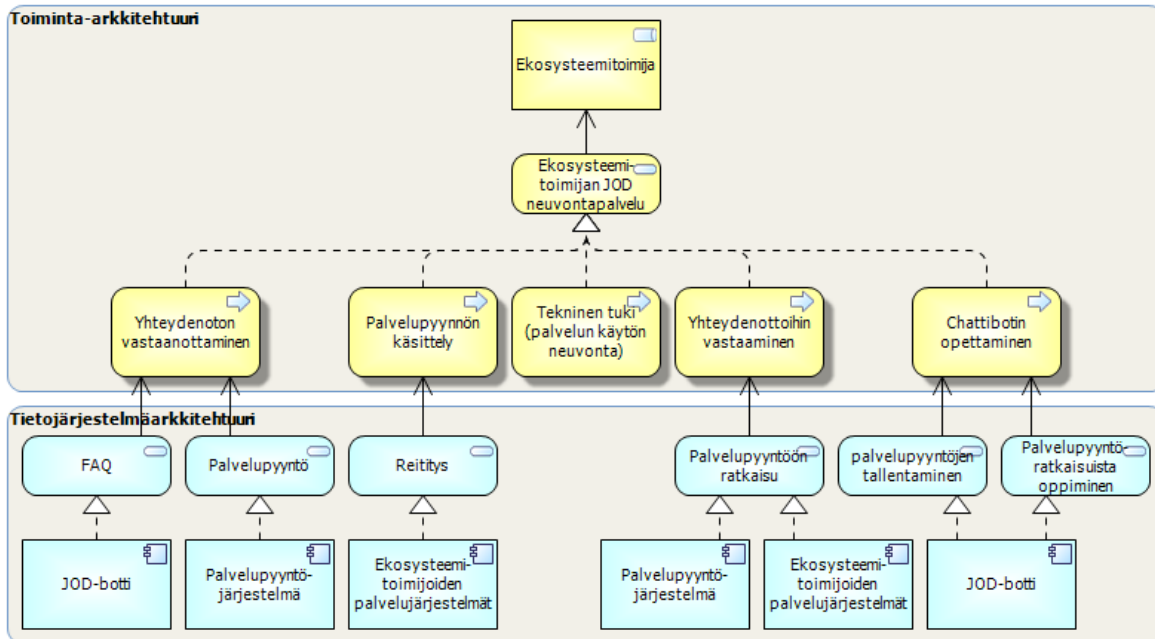 Toiminta-arkkitehtuuri
Ekosysteemitoimija
Ekosysteemi-
toimijan JOD
neuvontapalvelu
Yhteydenoton
vastaanottaminen
Palvelupyynnön
käsittely
Tekninen tuki
(palvelun käytön
neuvonta)
Yhteydenottoihin
vastaaminen
Chattibotin
opettaminen
Tietojärjestelmäarkkitehtuuri
FAQ
Palvelupyyntö
Reititys
Palvelupyyntöön
ratkaisu
palvelupyyntöjen
tallentaminen
Palvelupyyntö-
ratkaisuista
oppiminen
JOD-botti
Palvelupyyntö-
järjestelmä
Ekosysteemi-
toimijoiden
palvelujärjestelmät
Palvelupyyntö-
järjestelmä
Ekosysteemi-
toimijoiden
palvelujärjestelmät
JOD-botti